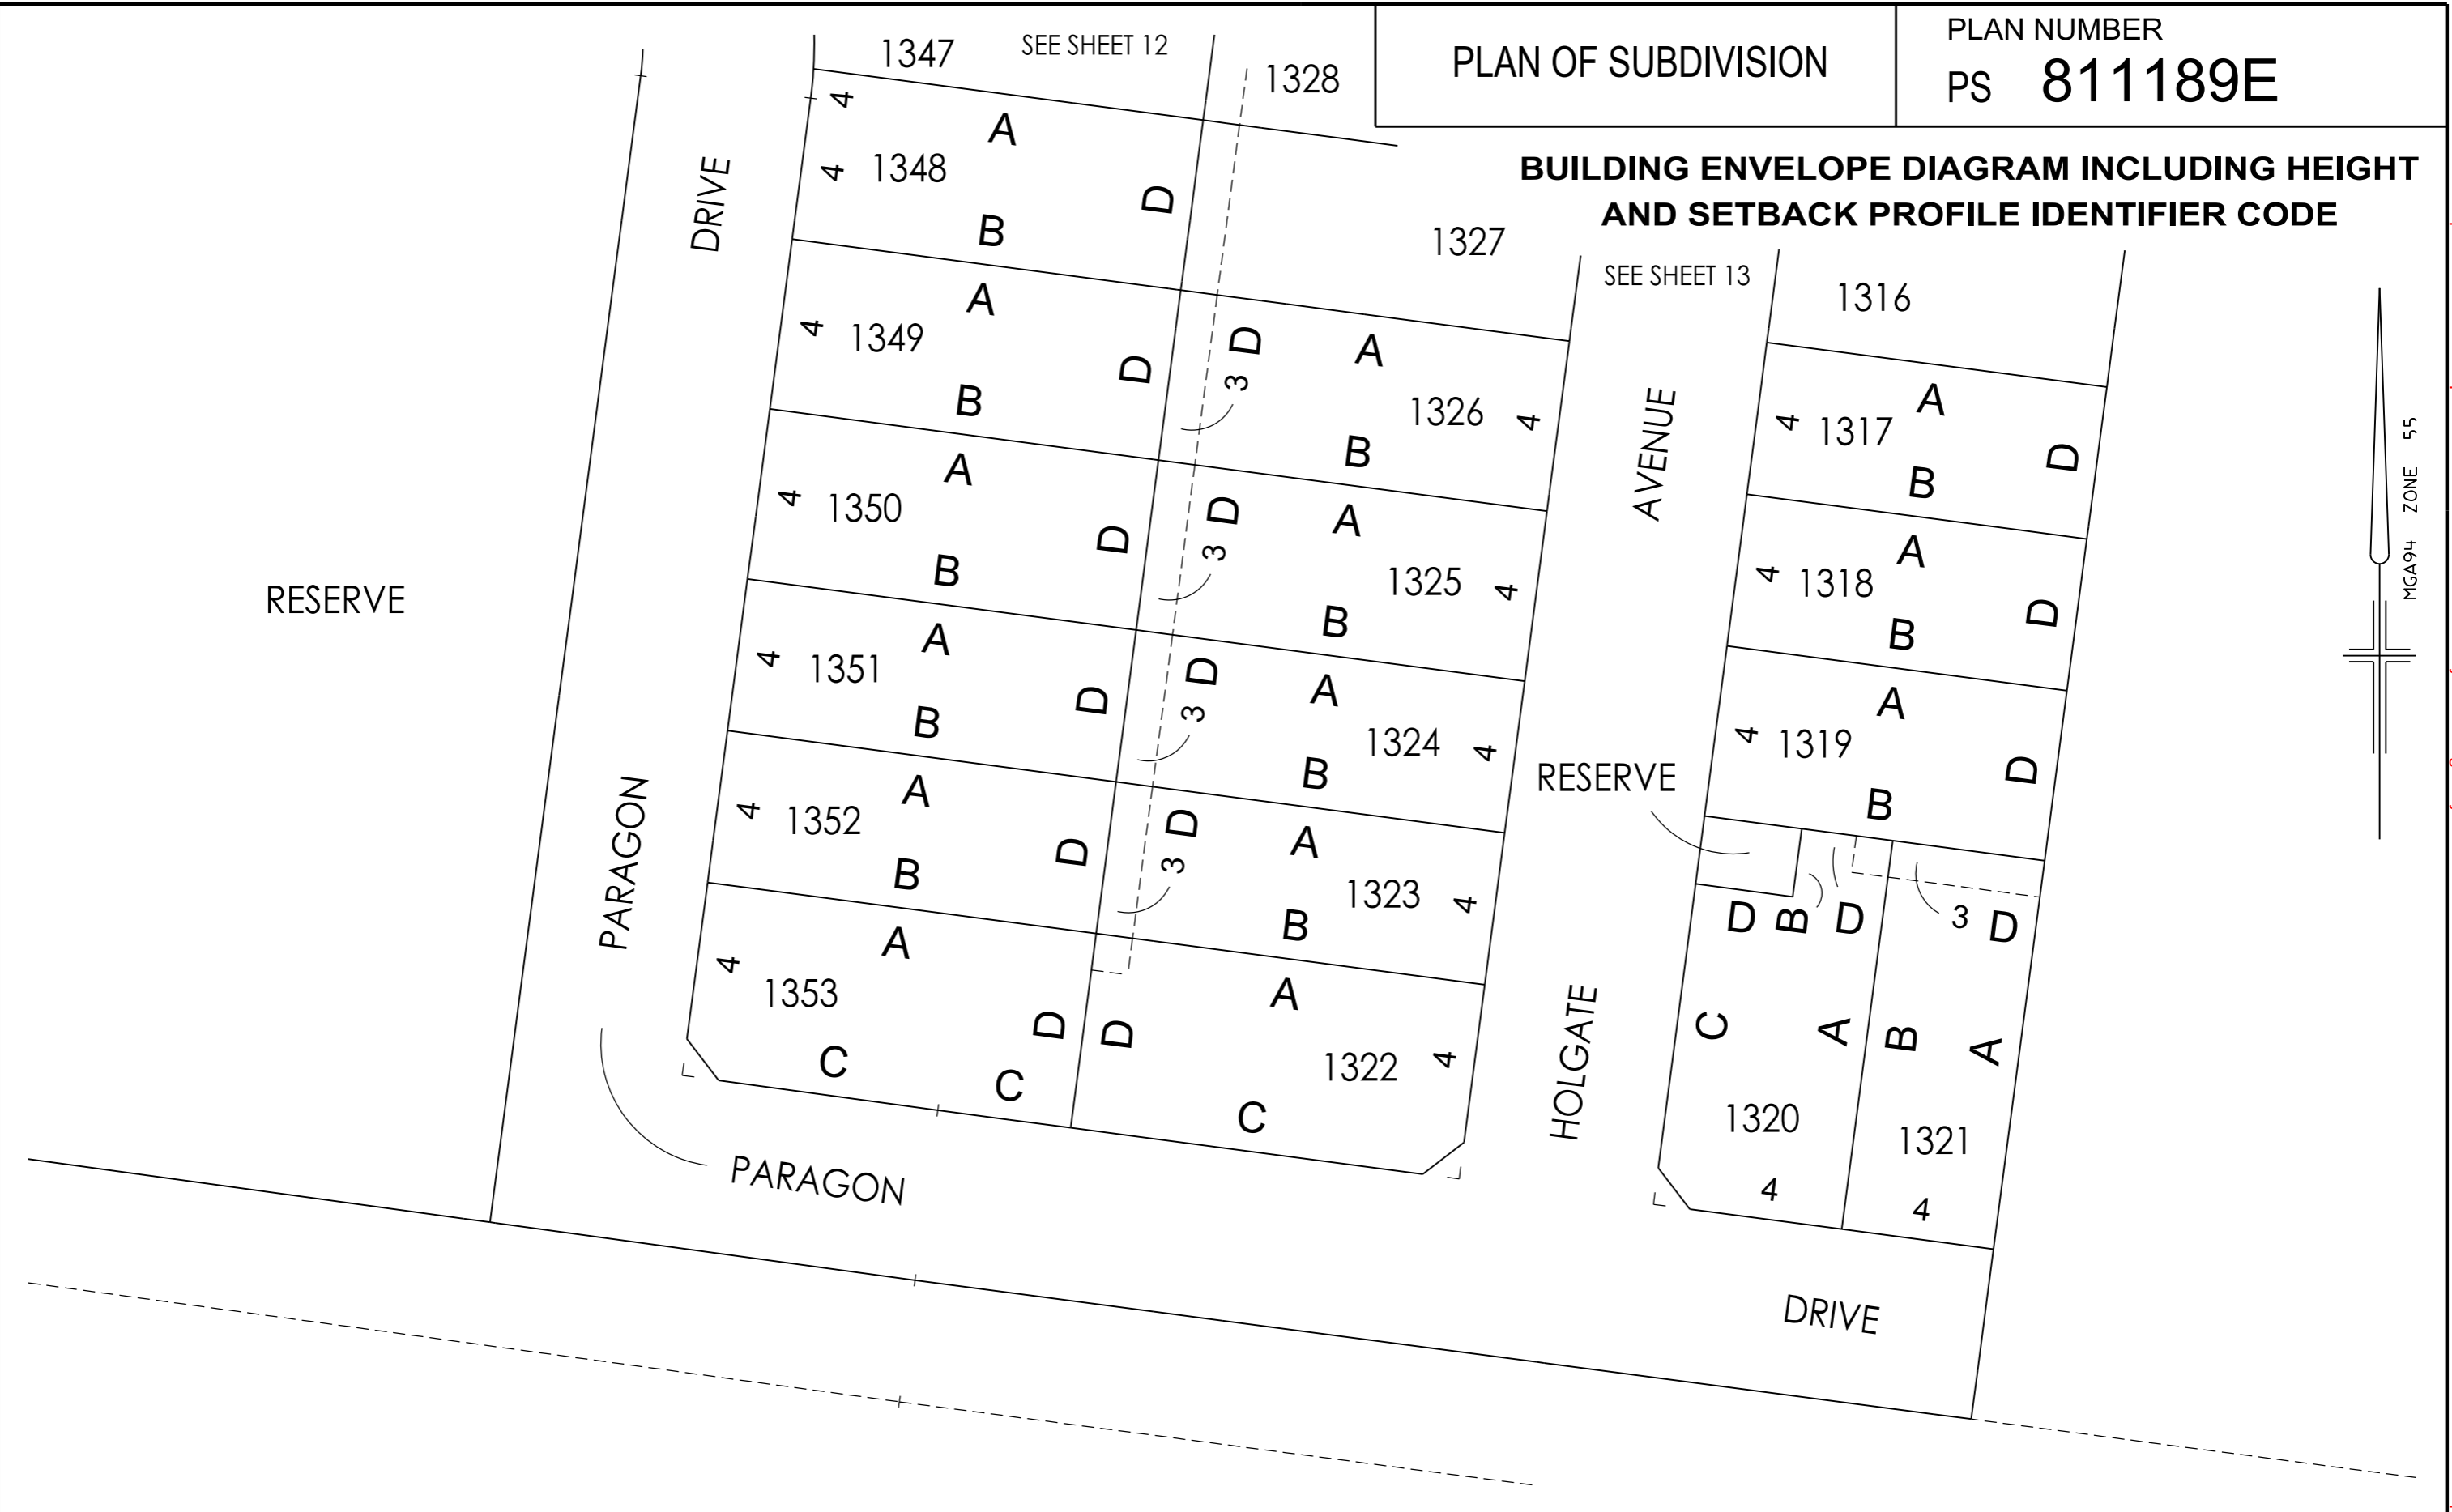 PLAN OF SUBDIVISION
PLAN NUMBER
PS 811189E
BUILDING ENVELOPE DIAGRAM INCLUDING HEIGHT
AND SETBACK PROFILE IDENTIFIER CODE
1347
SEE SHEET 12
1328
4
A
4 1348
D
B
DRIVE
1327
SEE SHEET 13
1316
A
4 1349
D
B
D
3
A
1326 4
B
AVENUE
A
4 1317
D
B
MGA94 ZONE 55
A
4 1350
D
B
D
3
A
1325 4
B
A
4 1318
D
B
RESERVE
A
4 1351
D
B
D
3
A
1324 4
B
A
4 1319
D
B
RESERVE
A
4 1352
D
B
D
3
A
1323 4
B
PARAGON
D B D
3 D
A
4
1353
D
C
C
D
A
1322 4
C
HOLGATE
C
A
1320
4
B
A
1321
4
PARAGON
DRIVE